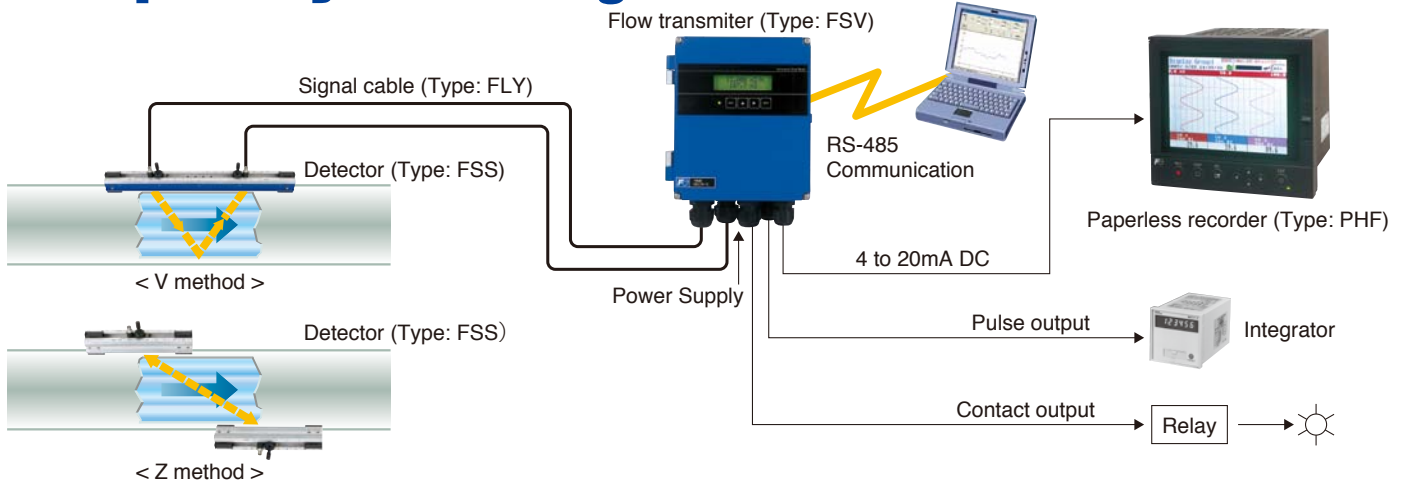 Flow transmiter (Type: FSV)
Signal cable (Type: FLY)
Detector (Type: FSS)
RS-485
Communication
Paperless recorder (Type: PHF)
< V method >
4 to 20mA DC
Power Supply
Detector (Type: FSS）
Pulse output
123456
Integrator
Contact output
Relay
< Z method >